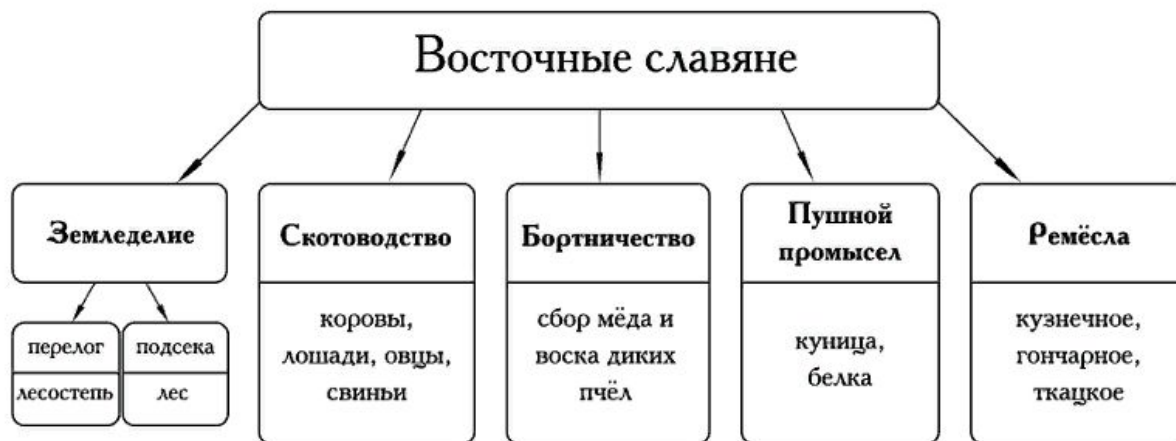 Восточные славяне
Земледелие
перелог
лесостепь
подсека
лес
Скотоводство
коровы,
лошади, овцы,
свиньи
Бортничество
сбор мёда и
воска диких
пчёл
Пушной
промысел
куница,
белка
Ремёсла
кузнечное,
гончарное,
ткацкое